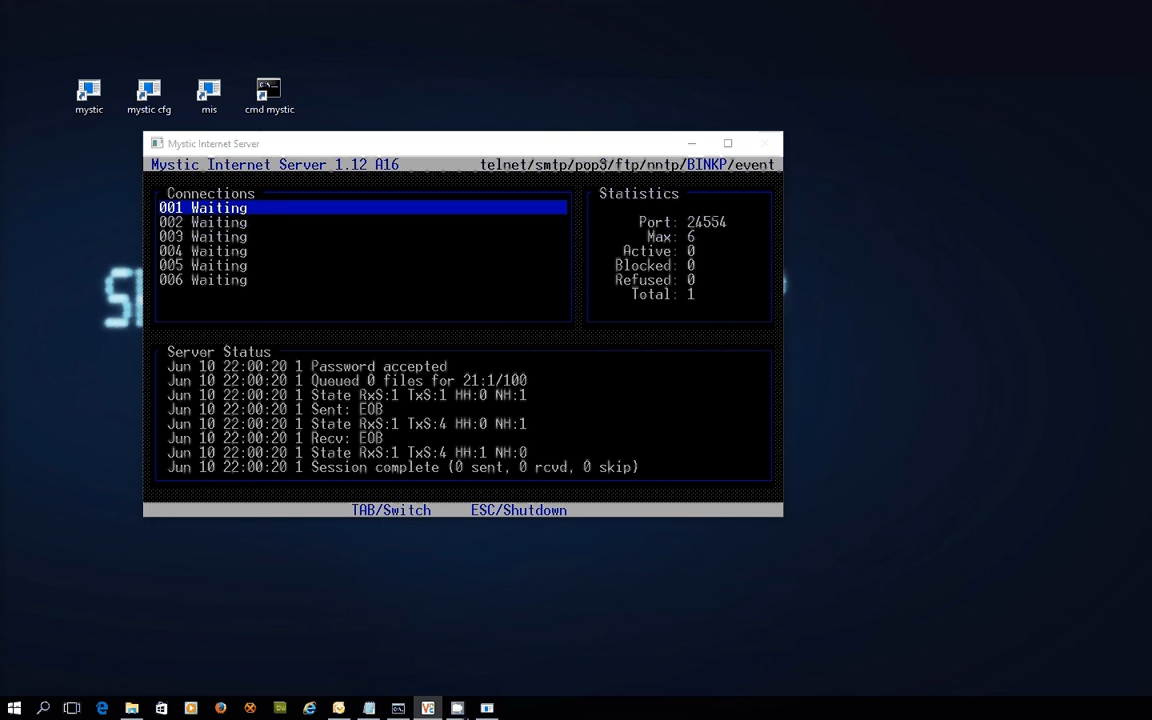 mystic
mystic cfg
mis
cmd mystic
Mystic Internet Server
Mystic Internet Server 1.12 A16 telnet/smtp/pop3/ftp/nntp/BINKP/event
Connections
001 Waiting
002 Waiting
003 Waiting
004 Waiting
005 Waiting
006 Waiting
Statistics
Port: 24554
Max: 6
Active: 0
Blocked: 0
Refused: 0
Total: 1
Server Status
Jun 10 22:00:20 1 Password accepted
Jun 10 22:00:20 1 Queued 0 files for 21:1/100
Jun 10 22:00:20 1 State RxS:1 TxS:1 HH:0 NH:1
Jun 10 22:00:20 1 Sent: EOB
Jun 10 22:00:20 1 State RxS:1 TxS:4 HH:0 NH:1
Jun 10 22:00:20 1 Recv: EOB
Jun 10 22:00:20 1 State RxS:1 TxS:4 HH:1 NH:0
Jun 10 22:00:20 1 Session complete (0 sent, 0 rcvd, 0 skip)
TAB/Switch ESC/Shutdown